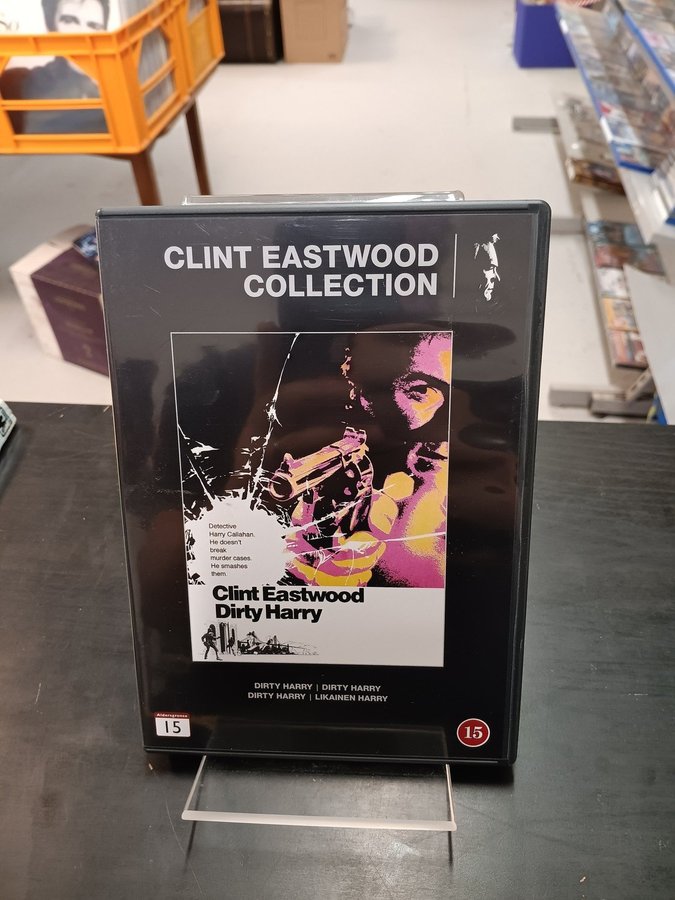 CLINT EASTWOOD
COLLECTION
Detective
Harry Callahan.
He doesn't
break
murder cases.
He smashes
them.
Clint Eastwood
Dirty Harry
DIRTY HARRY | DIRTY HARRY
DIRTY HARRY | LIKAINEN HARRY
Aldersgrense
15
15